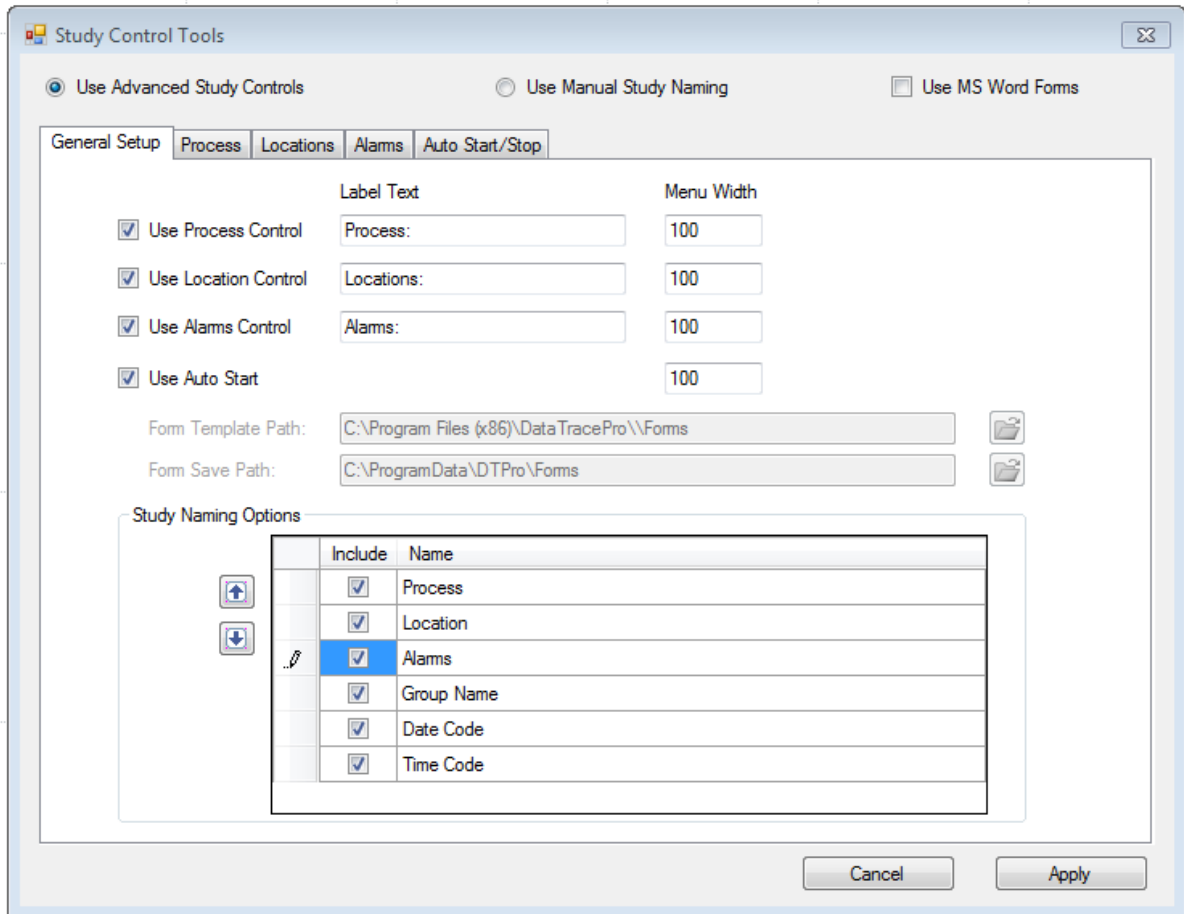 Study Control Tools
Use Advanced Study Controls Use Manual Study Naming Use MS Word Forms
General Setup Process Locations Alarms Auto Start/Stop
Label Text Menu Width
Use Process Control Process: 100
Use Location Control Locations: 100
Use Alarms Control Alarms: 100
Use Auto Start 100
Form Template Path: C:\Program Files (x86)\DataTracePro\\Forms
Form Save Path: C:\ProgramData\DTPro\Forms
Study Naming Options
Include Name
Process
Location
Alarms
Group Name
Date Code
Time Code
Cancel Apply